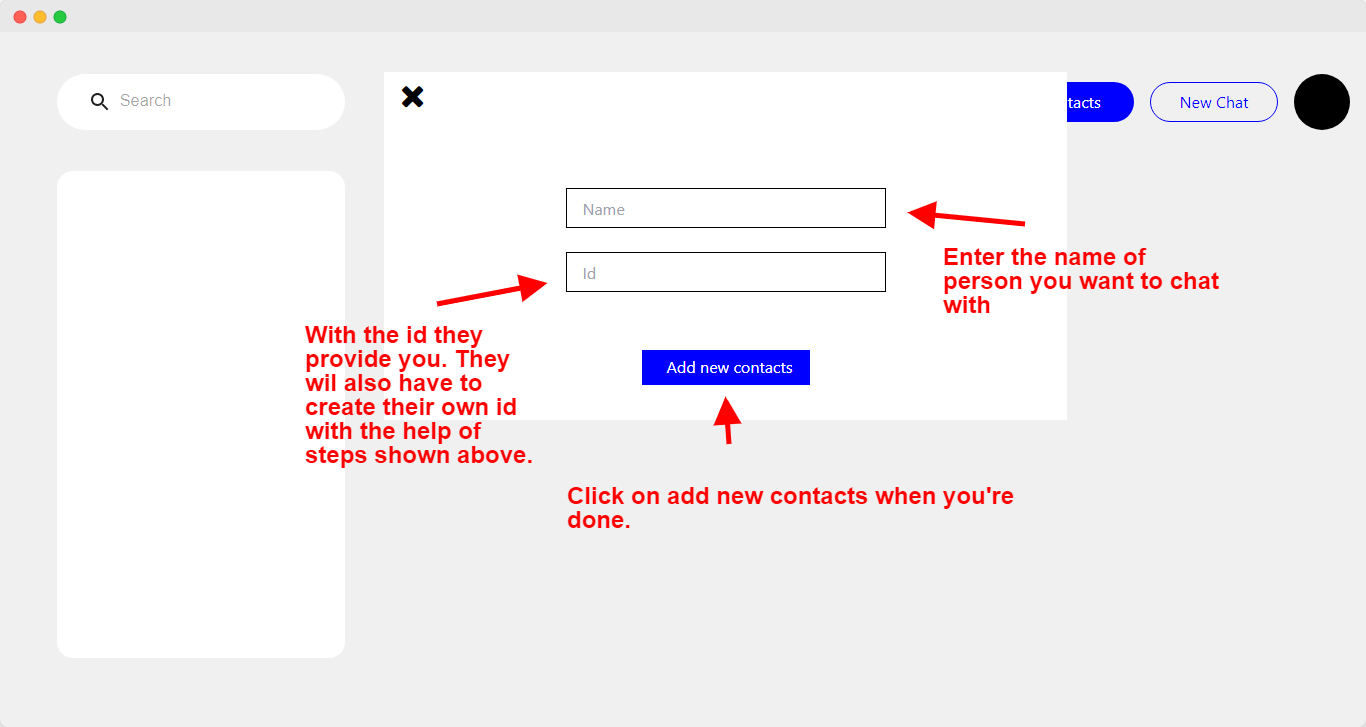 Search
tacts
New Chat
Name
Id
Enter the name of
person you want to chat
with
With the id they
provide you. They
wil also have to
create their own id
with the help of
steps shown above.
Add new contacts
Click on add new contacts when you're
done.